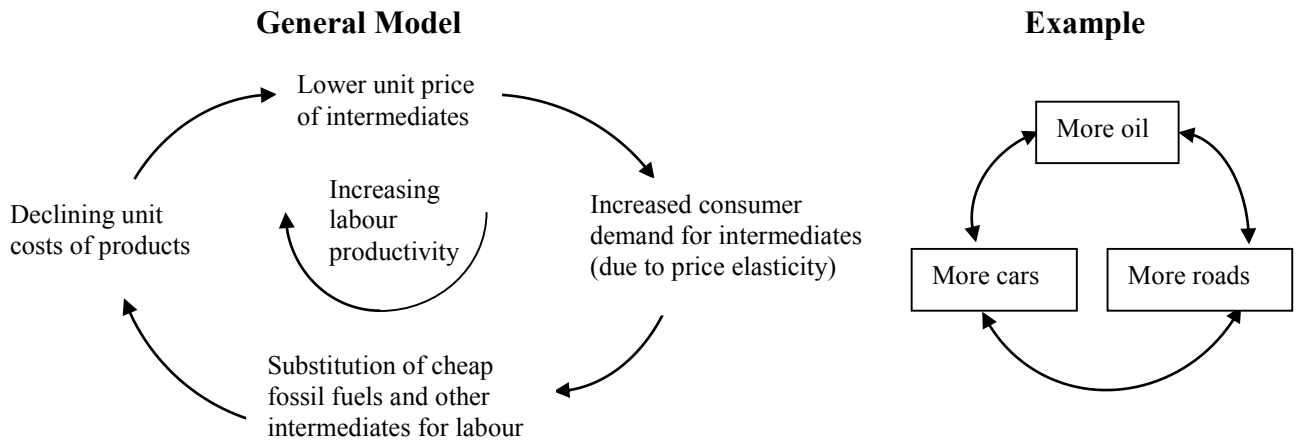 General Model
Example
Lower unit price
of intermediates
More oil
Increasing
labour
productivity
Declining unit
costs of products
Increased consumer
demand for intermediates
(due to price elasticity)
More cars
More roads
Substitution of cheap
fossil fuels and other
intermediates for labour